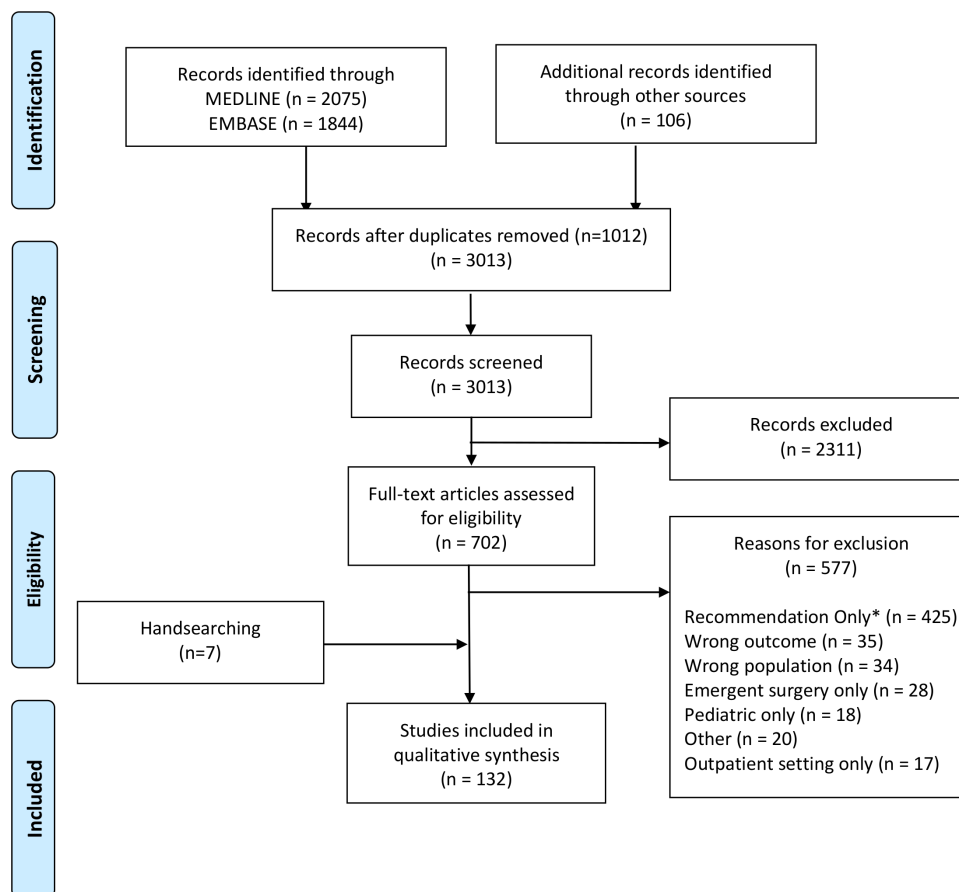 Identification
Records identified through
MEDLINE (n = 2075)
EMBASE (n = 1844)
Additional records identified
through other sources
(n = 106)
Records after duplicates removed (n=1012)
(n = 3013)
Screening
Records screened
(n = 3013)
Records excluded
(n = 2311)
Eligibility
Full-text articles assessed
for eligibility
(n = 702)
Reasons for exclusion
(n = 577)
Recommendation Only* (n = 425)
Wrong outcome (n = 35)
Wrong population (n = 34)
Emergent surgery only (n = 28)
Pediatric only (n = 18)
Other (n = 20)
Outpatient setting only (n = 17)
Handsearching
(n=7)
Included
Studies included in
qualitative synthesis
(n = 132)